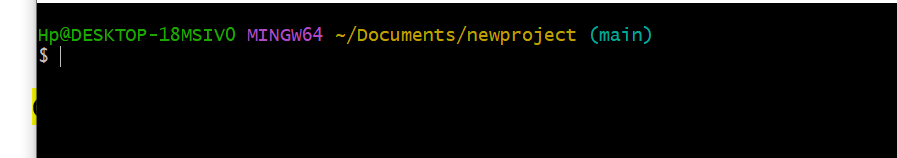 Hp@DESKTOP-18MSIV0 MINGW64 ~/Documents/newproject (main)
$